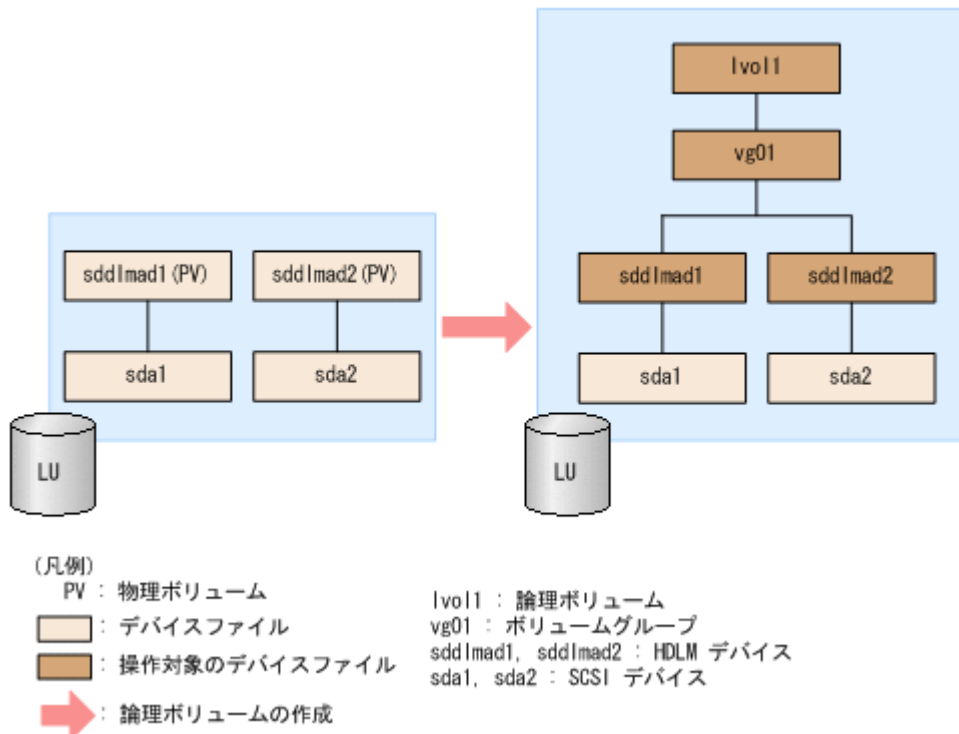 lvol1
vg01
sddlmad1(PV)
sddlmad2(PV)
sddlmad1
sddlmad2
sda1
sda2
sda1
sda2
LU
LU
(凡例)
PV : 物理ボリューム
: デバイスファイル
: 操作対象のデバイスファイル
: 論理ボリュームの作成
lvol1 : 論理ボリューム
vg01 : ボリュームグループ
sddlmad1, sddlmad2 : HDLM デバイス
sda1, sda2 : SCSI デバイス